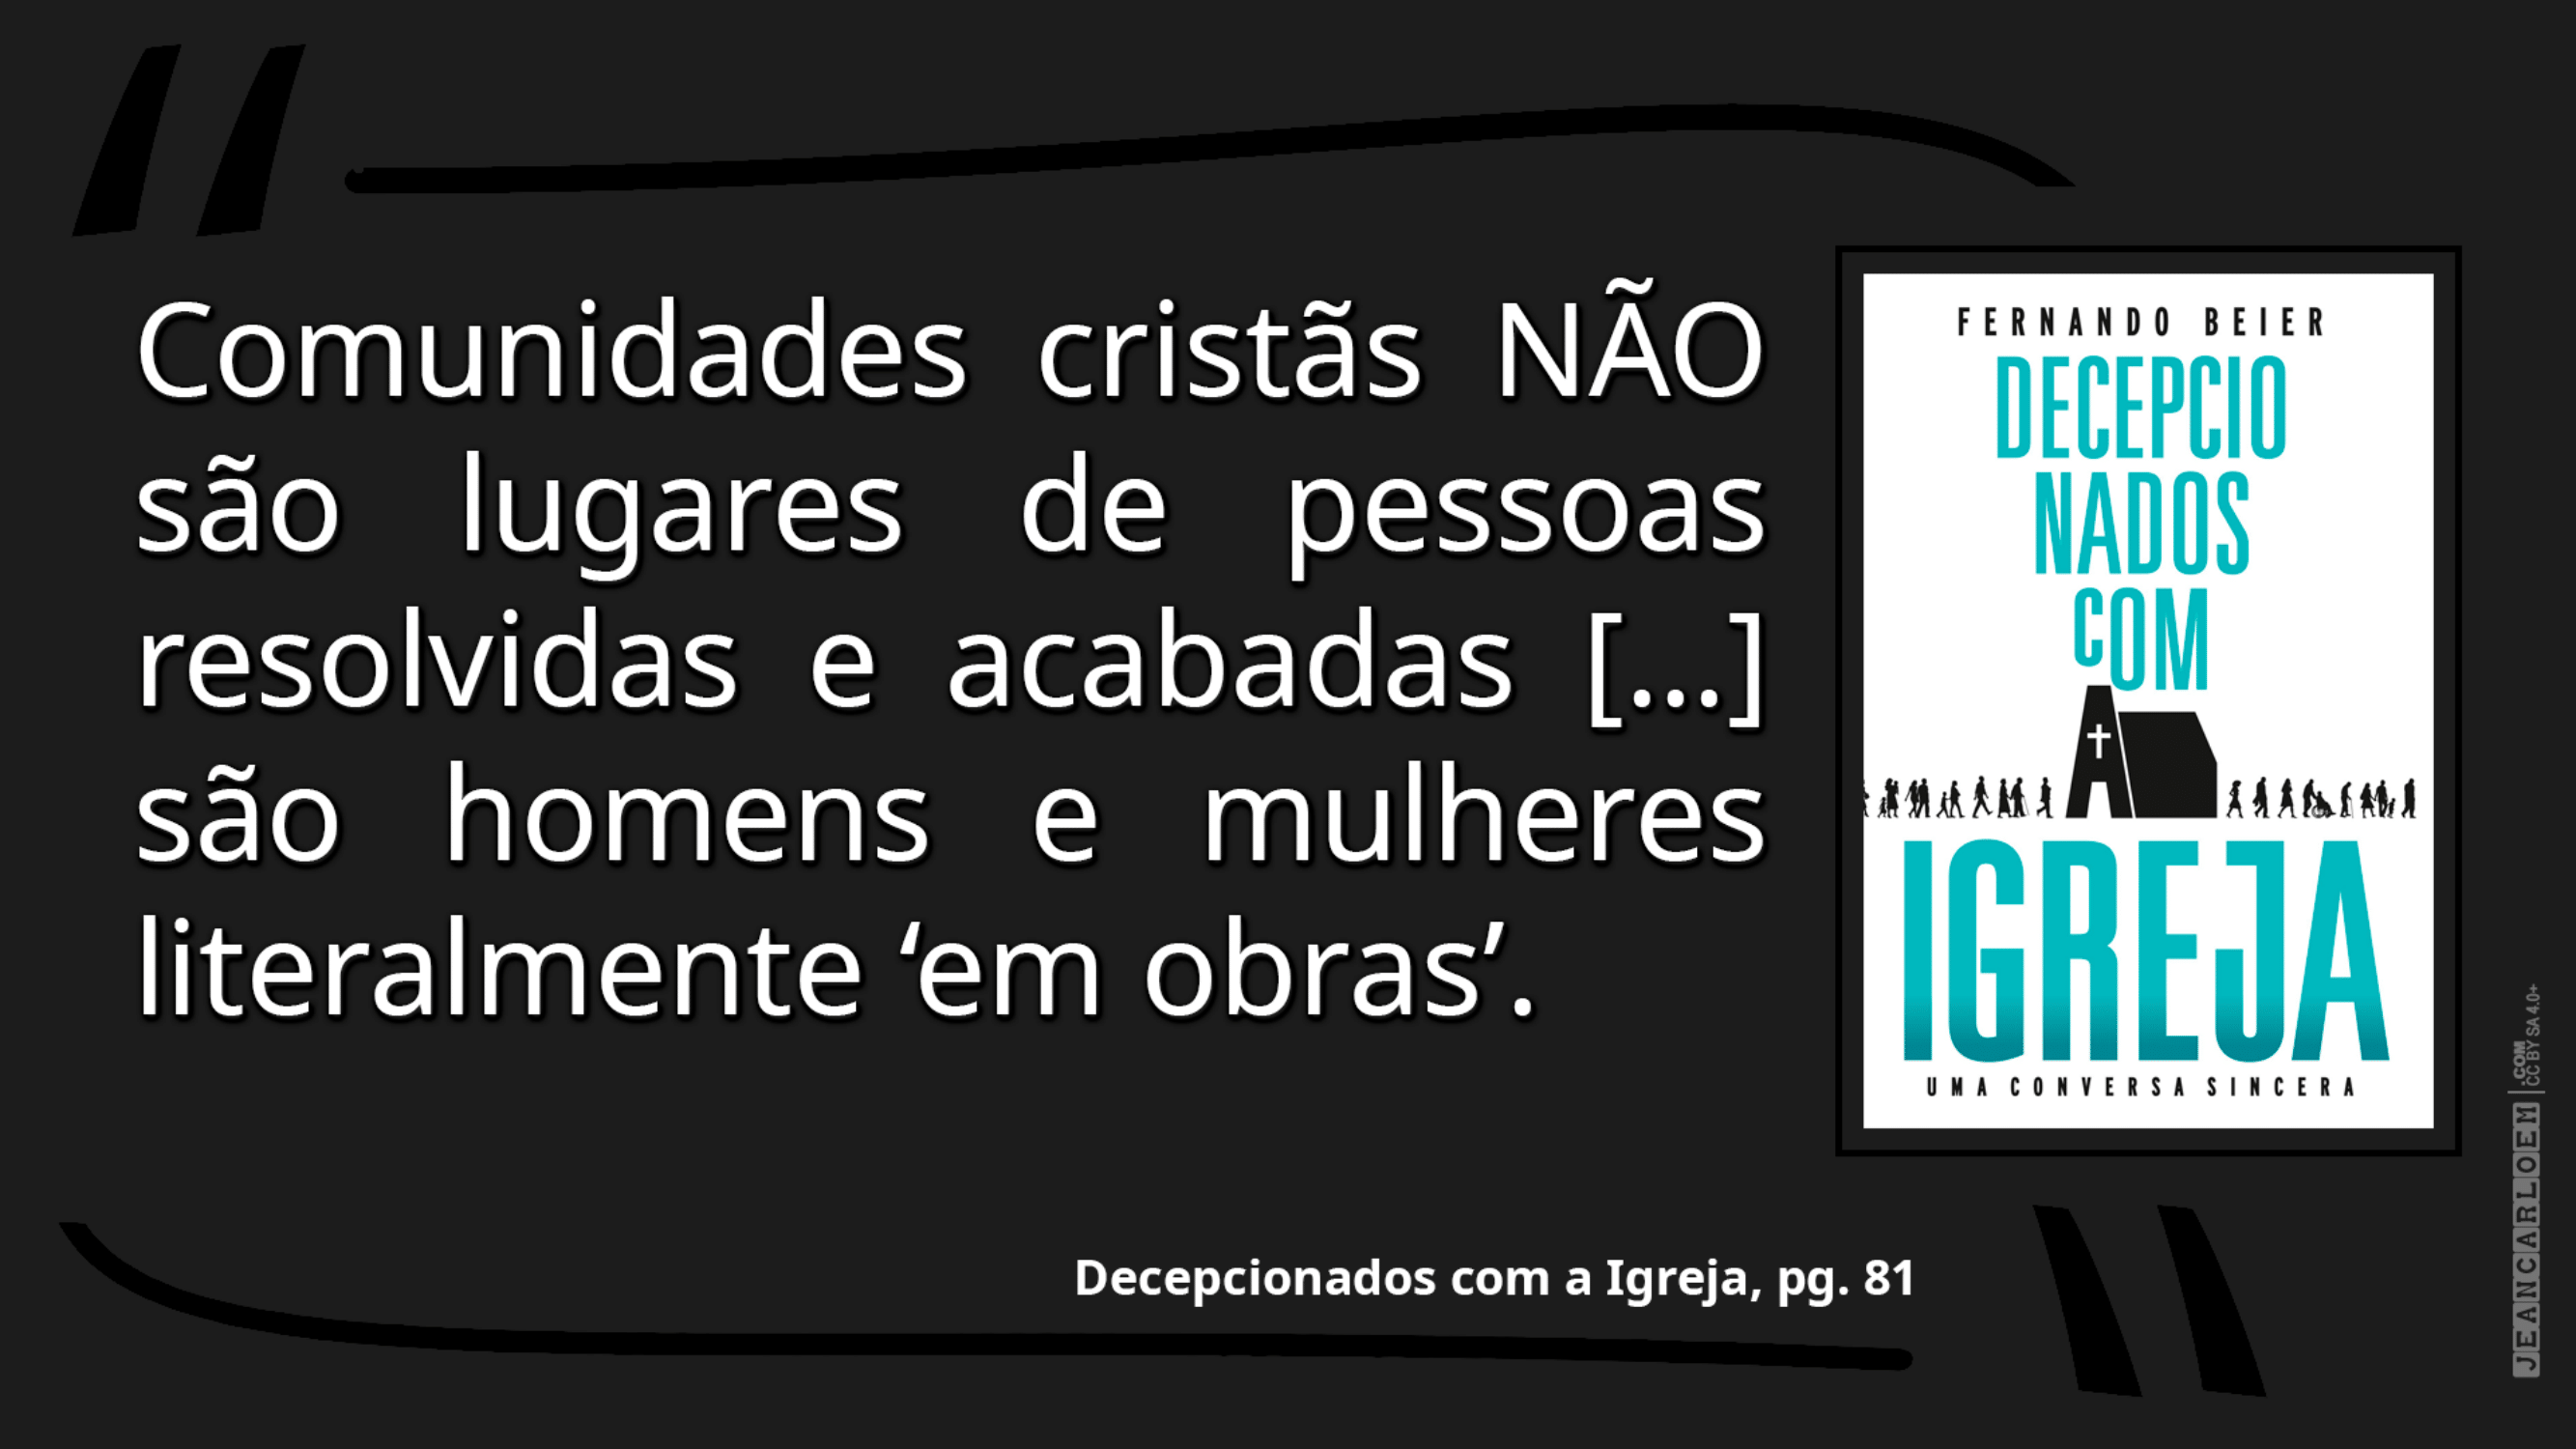 Comunidades cristãs NÃO
são lugares de pessoas
resolvidas e acabadas [...]
são homens e mulheres
literalmente ‘em obras’.
Decepcionados com a Igreja, pg. 81
FERNANDO BEIER
DECEPCIO
NADOS
COM
A
IGREJA
UMA CONVERSA SINCERA
JEANCARLOEM
.COM
CC BY SA 4.0+